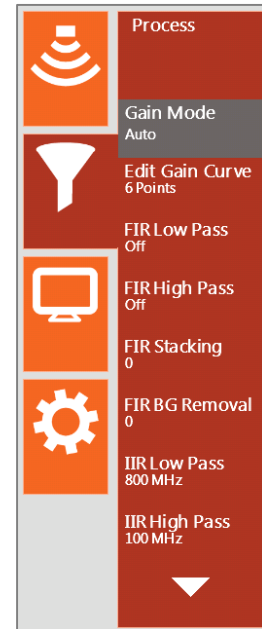 Process
Gain Mode
Auto
Edit Gain Curve
6 Points
FIR Low Pass
Off
FIR High Pass
Off
FIR Stacking
0
FIR BG Removal
0
IIR Low Pass
800 MHz
IIR High Pass
100 MHz